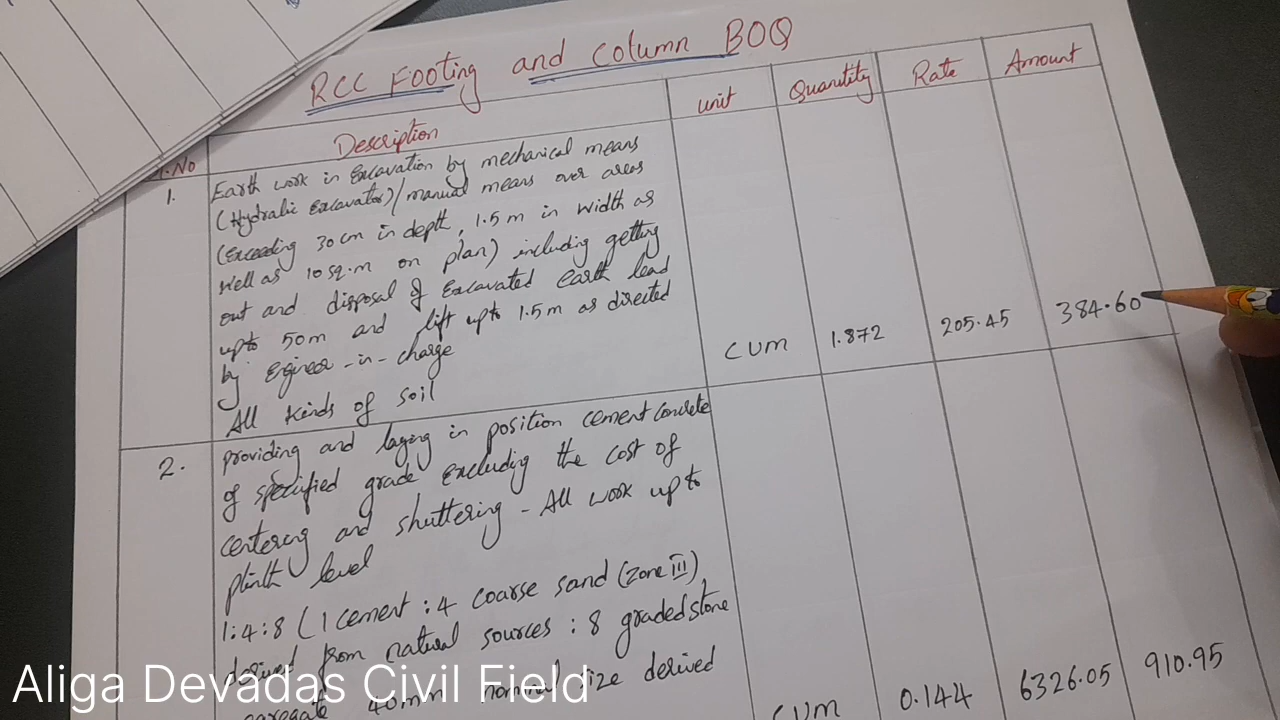 RCC Footing and column BOQ
.No Description unit Quantity Rate Amount
1. Earth work in Excavation by mechanical means
(Hydralic Excavator)/manual means over areas
(Exceeding 30cm in depth, 1.5m in width as
well as 10sq.m on plan) including getting
out and disposal of Excavated earth lead
upto 50m and lift upto 1.5m as directed
by Engineer-in-charge
All kinds of soil
CUM 1.872 205.45 384.60
2. providing and laying in position cement concrete
of specified grade excluding the cost of
centering and shuttering - All work up to
plinth level
1:4:8 (1 cement : 4 coarse sand (zone III)
derived from natural sources : 8 graded stone
40mm nominal size derived
CUM 0.144 6326.05 910.95
Aliga Devadas Civil Field